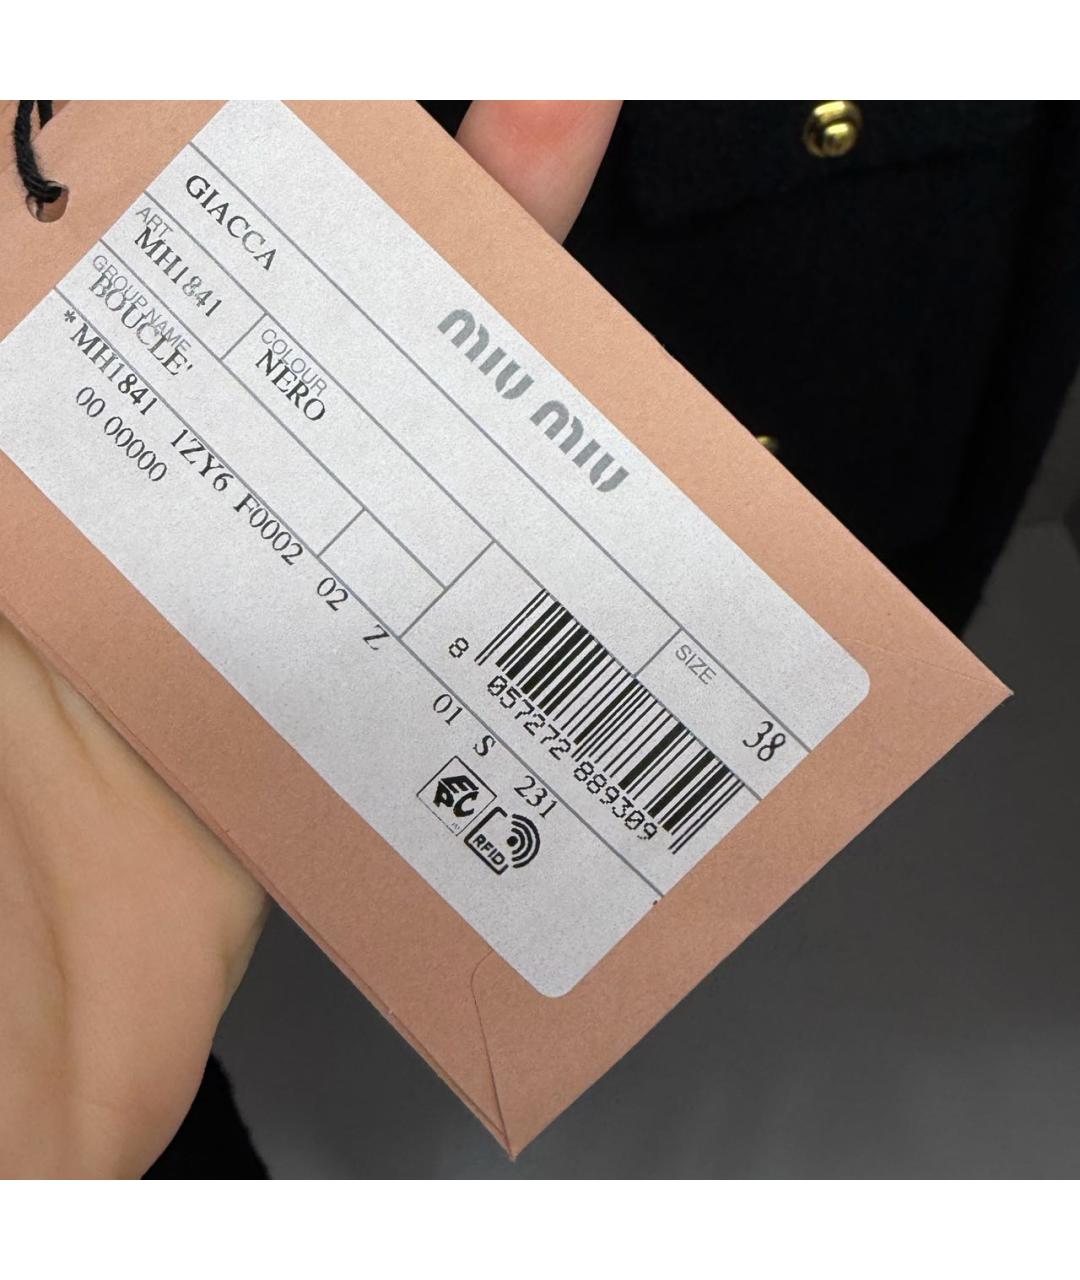 miu miu
SIZE
38
GIACCA
ART.
MH1841
COLOUR
NERO
GROUP NAME
BOUCLE'
8 057272 889309
*MH1841 1ZY6 F0002 02 Z 01 S 231
00 00000
EPC
RFID